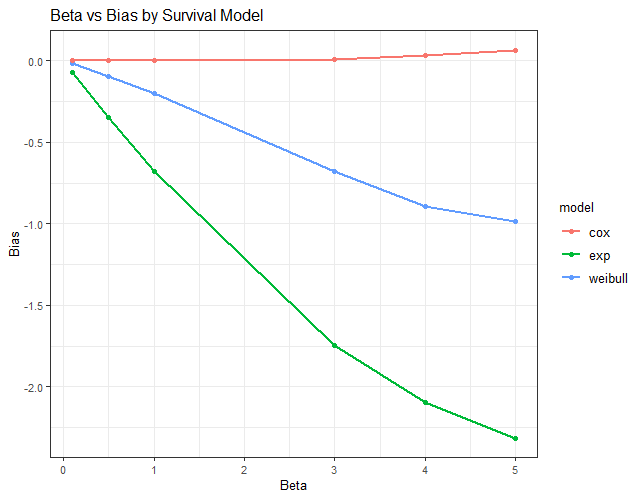 Beta vs Bias by Survival Model
0.0
-0.5
-1.0
-1.5
-2.0
Bias
0 1 2 3 4 5
Beta
model
cox
exp
weibull